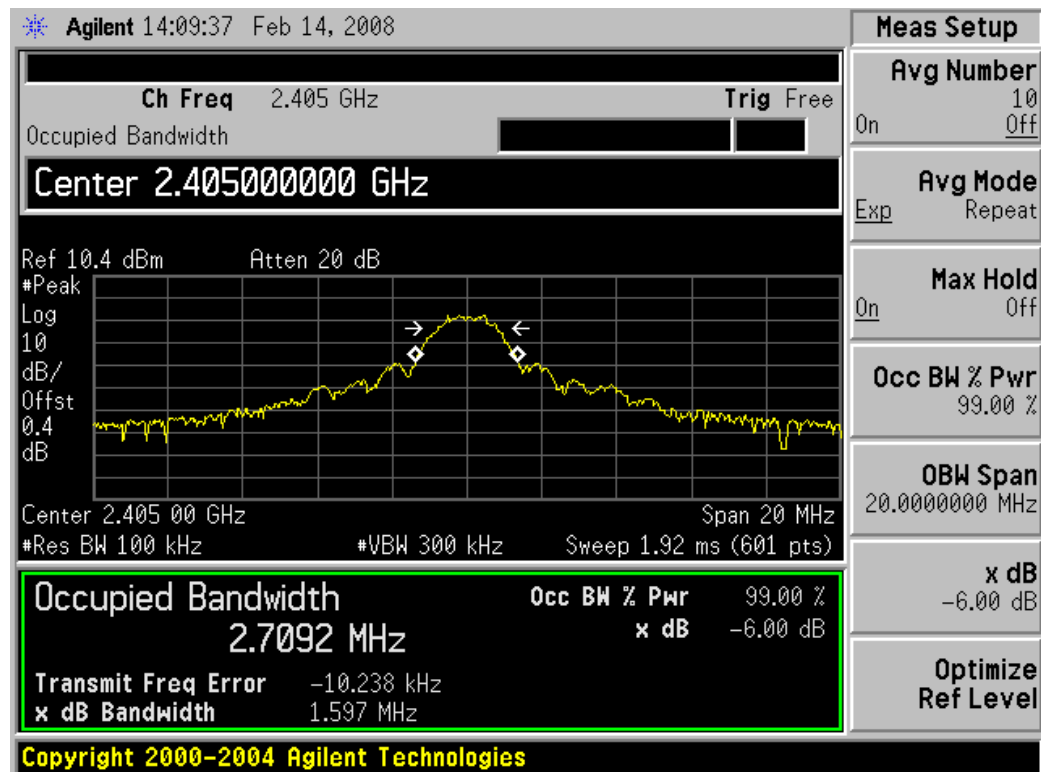 Agilent 14:09:37 Feb 14, 2008
Ch Freq 2.405 GHz Trig Free
Occupied Bandwidth
Center 2.405000000 GHz
Ref 10.4 dBm Atten 20 dB
#Peak
Log
10
dB/
Offst
0.4
dB
Center 2.405 00 GHz Span 20 MHz
#Res BW 100 kHz #VBW 300 kHz Sweep 1.92 ms (601 pts)
Occupied Bandwidth Occ BW % Pwr 99.00 %
2.7092 MHz x dB -6.00 dB
Transmit Freq Error -10.238 kHz
x dB Bandwidth 1.597 MHz
Copyright 2000-2004 Agilent Technologies
Meas Setup
Avg Number
10
On Off
Avg Mode
Exp Repeat
Max Hold
On Off
Occ BW % Pwr
99.00 %
OBW Span
20.0000000 MHz
x dB
-6.00 dB
Optimize
Ref Level